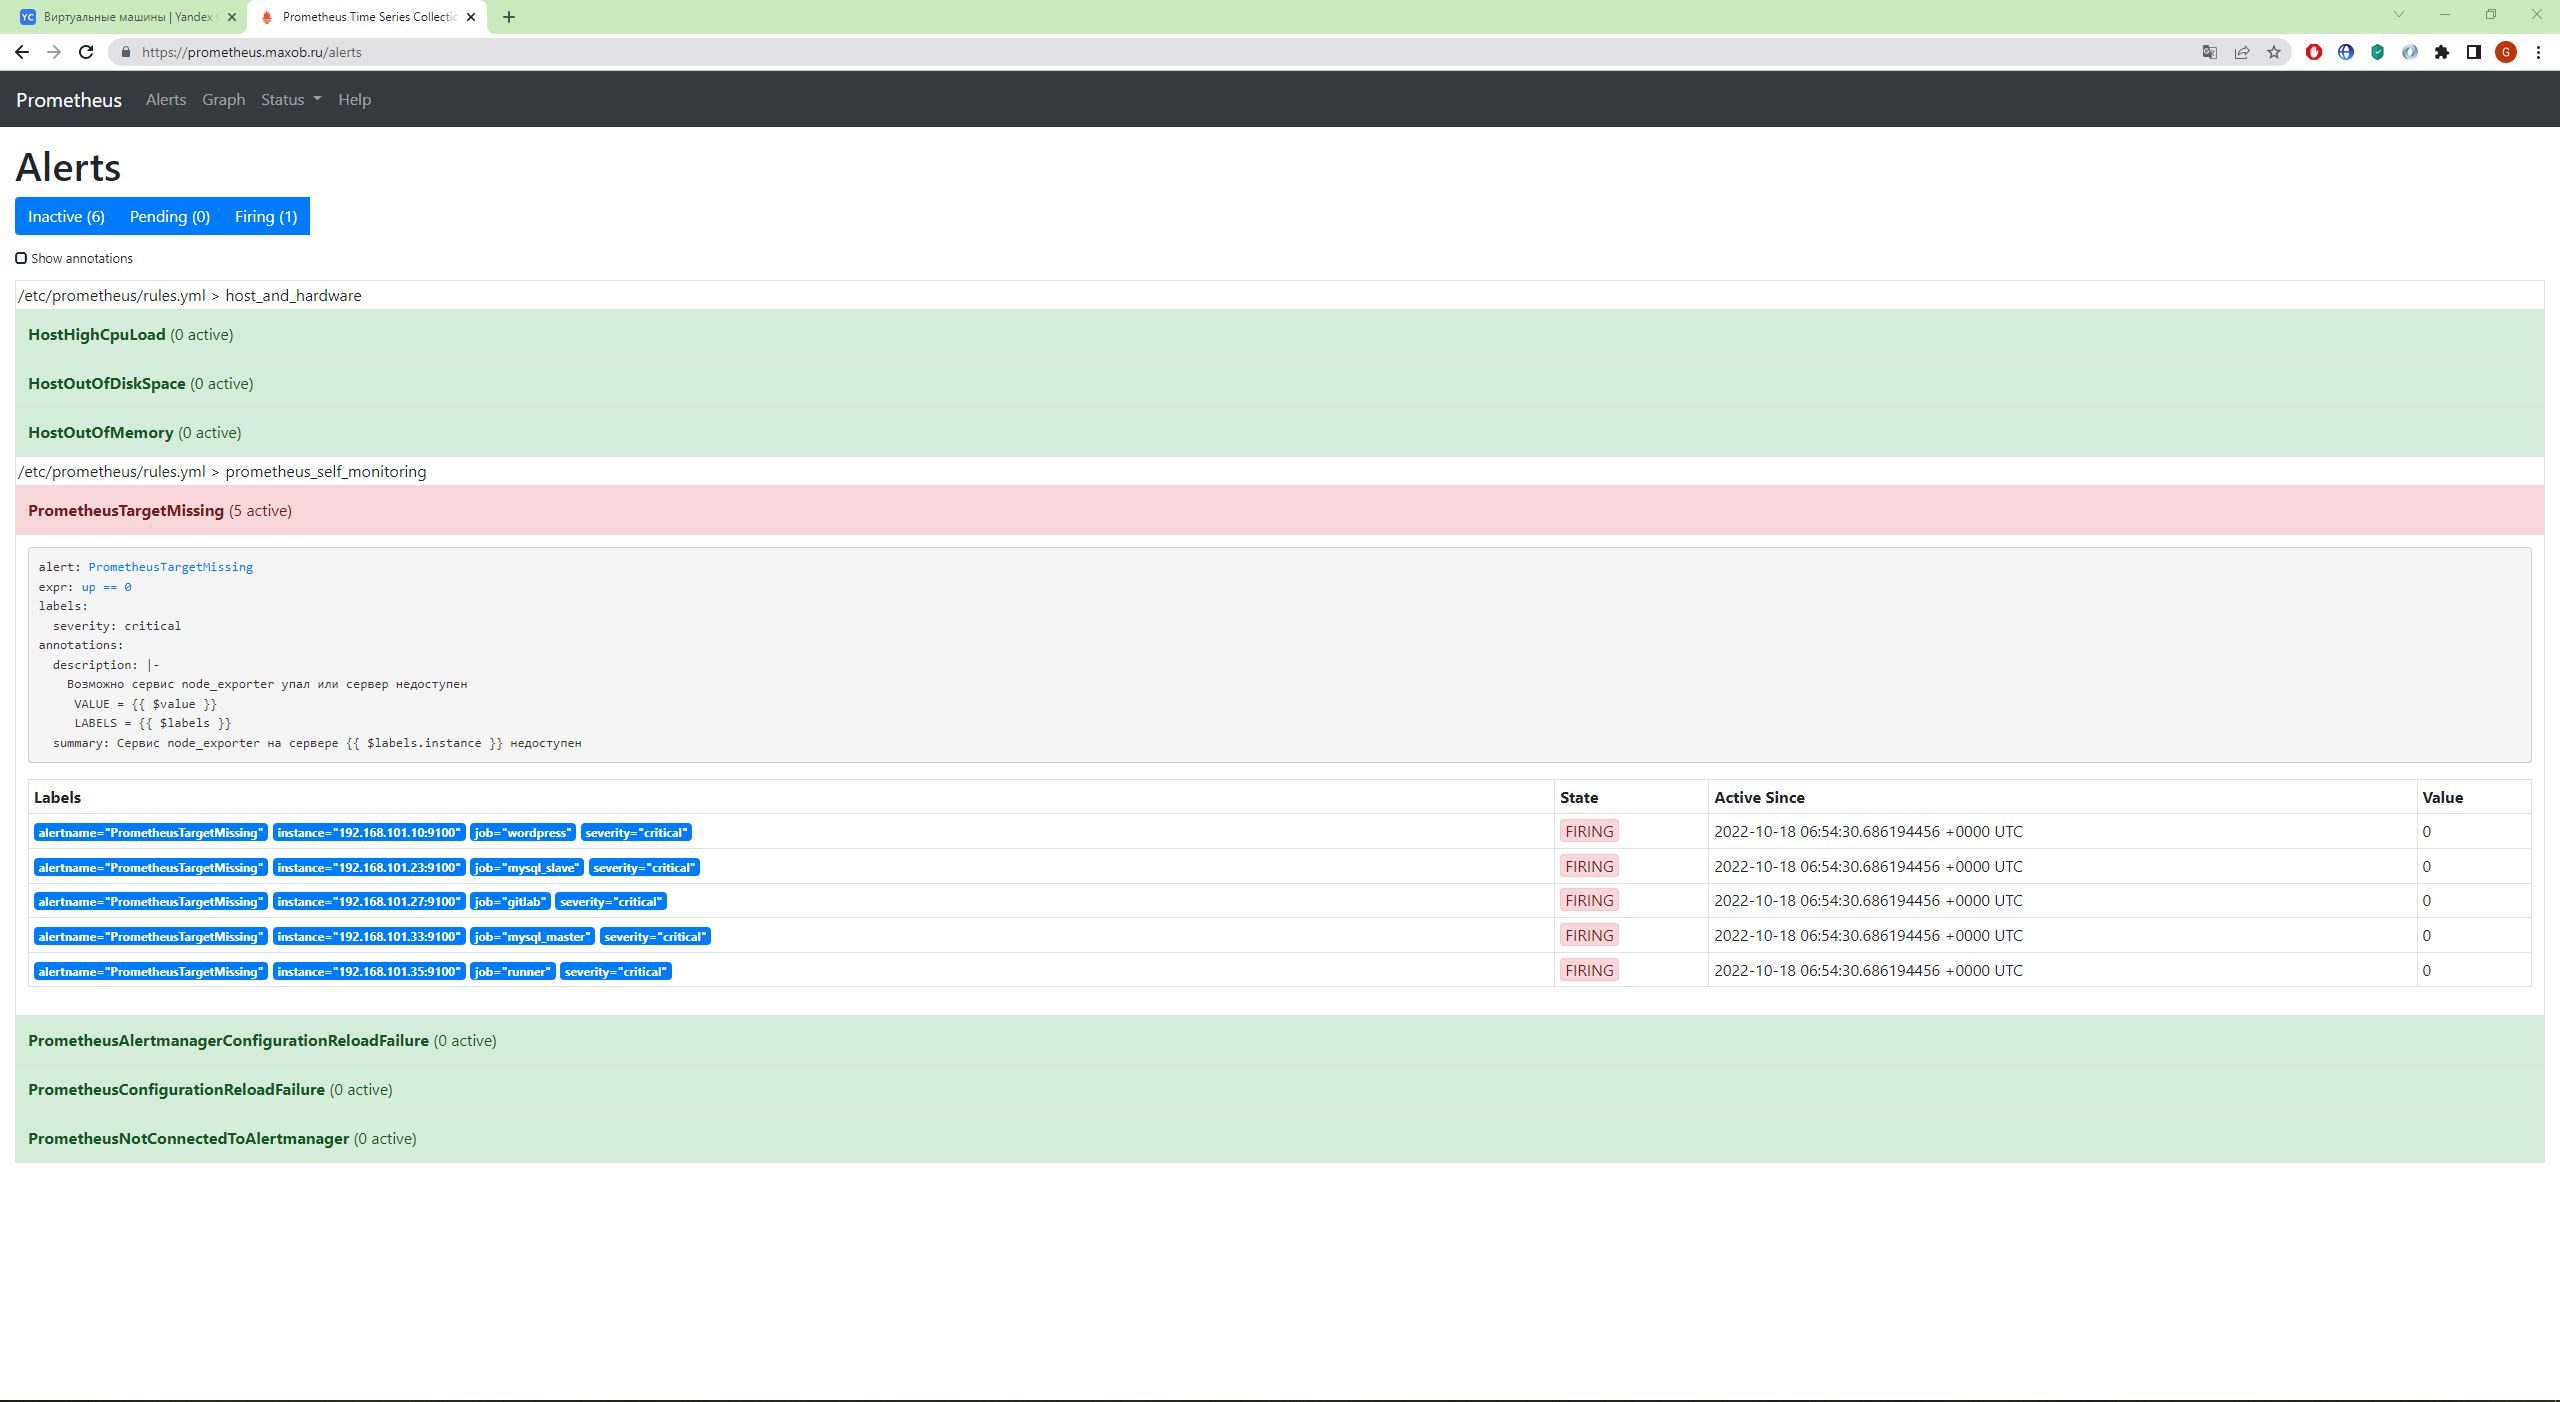 YC Виртуальные машины | Yandex
Prometheus Time Series Collectio
https://prometheus.maxob.ru/alerts
G
Prometheus Alerts Graph Status Help
Alerts
Inactive (6) Pending (0) Firing (1)
Show annotations
/etc/prometheus/rules.yml > host_and_hardware
HostHighCpuLoad (0 active)
HostOutOfDiskSpace (0 active)
HostOutOfMemory (0 active)
/etc/prometheus/rules.yml > prometheus_self_monitoring
PrometheusTargetMissing (5 active)
alert: PrometheusTargetMissing
expr: up == 0
labels:
severity: critical
annotations:
description: |-
Возможно сервис node_exporter упал или сервер недоступен
VALUE = {{ $value }}
LABELS = {{ $labels }}
summary: Сервис node_exporter на сервере {{ $labels.instance }} недоступен
Labels State Active Since Value
alertname="PrometheusTargetMissing" instance="192.168.101.10:9100" job="wordpress" severity="critical" FIRING 2022-10-18 06:54:30.686194456 +0000 UTC 0
alertname="PrometheusTargetMissing" instance="192.168.101.23:9100" job="mysql_slave" severity="critical" FIRING 2022-10-18 06:54:30.686194456 +0000 UTC 0
alertname="PrometheusTargetMissing" instance="192.168.101.27:9100" job="gitlab" severity="critical" FIRING 2022-10-18 06:54:30.686194456 +0000 UTC 0
alertname="PrometheusTargetMissing" instance="192.168.101.33:9100" job="mysql_master" severity="critical" FIRING 2022-10-18 06:54:30.686194456 +0000 UTC 0
alertname="PrometheusTargetMissing" instance="192.168.101.35:9100" job="runner" severity="critical" FIRING 2022-10-18 06:54:30.686194456 +0000 UTC 0
PrometheusAlertmanagerConfigurationReloadFailure (0 active)
PrometheusConfigurationReloadFailure (0 active)
PrometheusNotConnectedToAlertmanager (0 active)